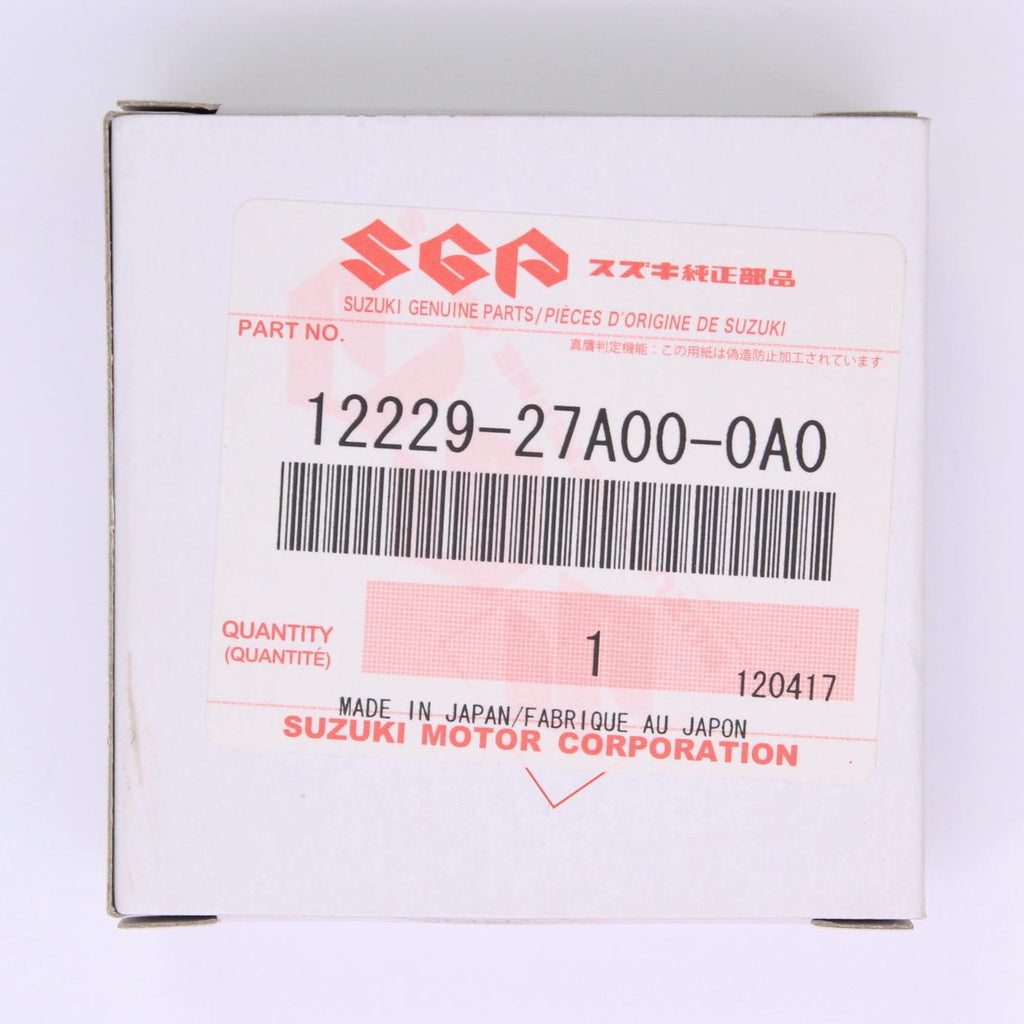 SGP スズキ純正部品
SUZUKI GENUINE PARTS/PIÈCES D'ORIGINE DE SUZUKI
PART NO.
真贋判定機能：この用紙は偽造防止加工されています
12229-27A00-0A0
QUANTITY
(QUANTITÉ)
1
120417
MADE IN JAPAN/FABRIQUE AU JAPON
SUZUKI MOTOR CORPORATION